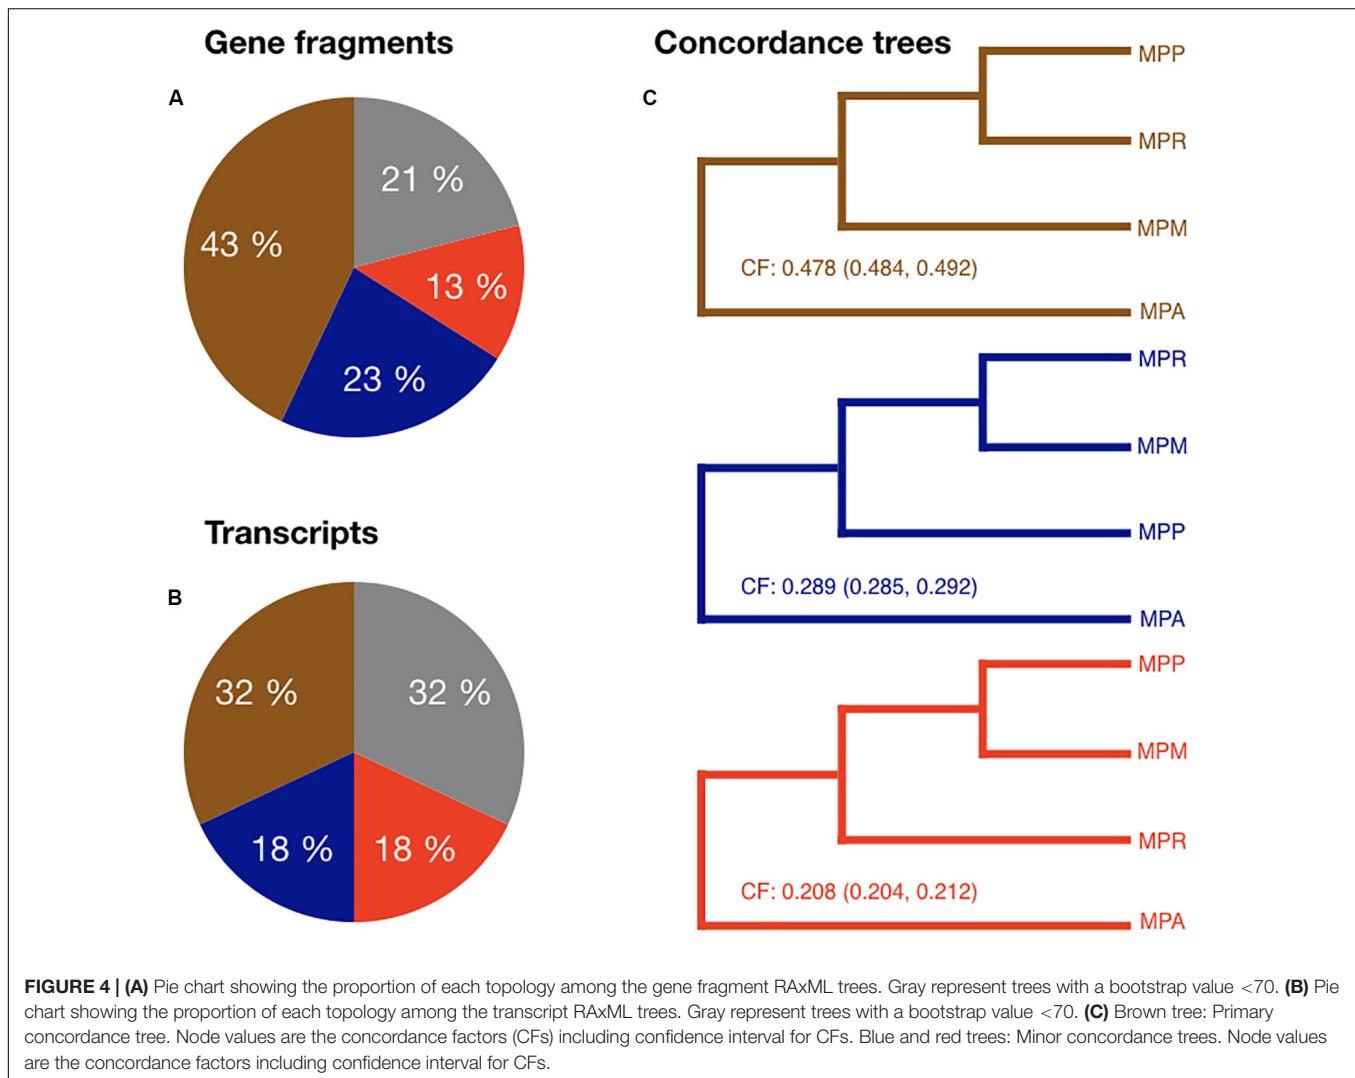 Gene fragments
A
21 %
43 %
13 %
23 %
Transcripts
B
32 %
32 %
18 %
18 %
Concordance trees
C
MPP
MPR
MPM
CF: 0.478 (0.484, 0.492)
MPA
MPR
MPM
MPP
CF: 0.289 (0.285, 0.292)
MPA
MPP
MPM
MPR
CF: 0.208 (0.204, 0.212)
MPA
FIGURE 4 | (A) Pie chart showing the proportion of each topology among the gene fragment RAxML trees. Gray represent trees with a bootstrap value <70. (B) Pie
chart showing the proportion of each topology among the transcript RAxML trees. Gray represent trees with a bootstrap value <70. (C) Brown tree: Primary
concordance tree. Node values are the concordance factors (CFs) including confidence interval for CFs. Blue and red trees: Minor concordance trees. Node values
are the concordance factors including confidence interval for CFs.